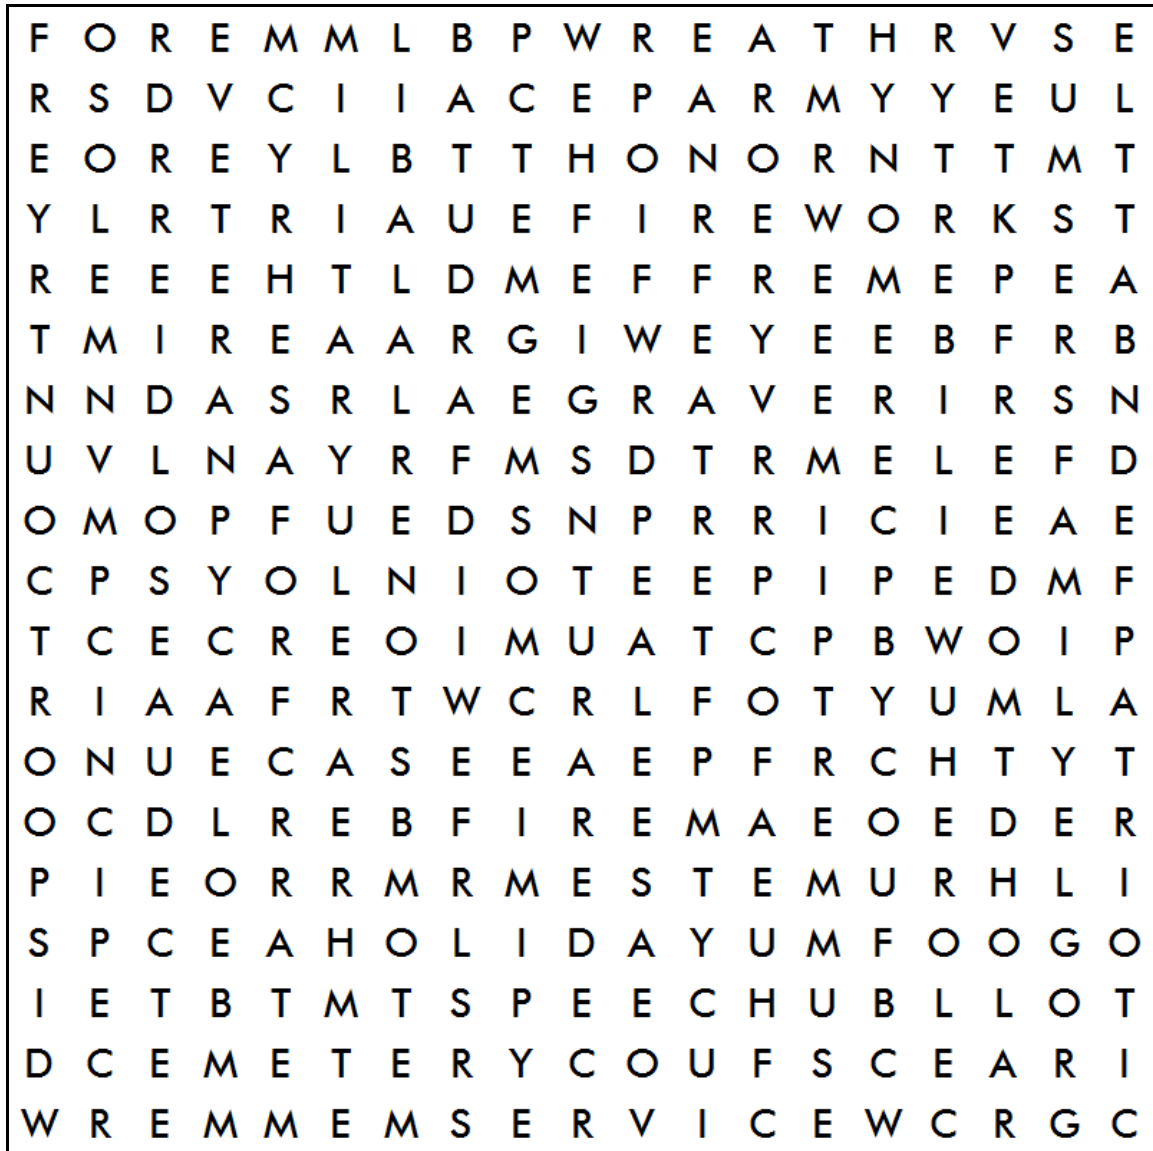 F O R E M M L B P W R E A T H R V S E
R S D V C I I A C E P A R M Y Y E U L
E O R E Y L B T T H O N O R N T T M T
Y L R T R I A U E F I R E W O R K S T
R E E E H T L D M E F F R E M E P E A
T M I R E A A R G I W E Y E E B F R B
N N D A S R L A E G R A V E R I R S N
U V L N A Y R F M S D T R M E L E F D
O M O P F U E D S N P R R I C I E A E
C P S Y O L N I O T E E P I P E D M F
T C E C R E O I M U A T C P B W O I P
R I A A F R T W C R L F O T Y U M L A
O N U E C A S E E A E P F R C H T Y T
O C D L R E B F I R E M A E O E D E R
P I E O R R M R M E S T E M U R H L I
S P C E A H O L I D A Y U M F O O G O
I E T B T M T S P E E C H U B L L O T
D C E M E T E R Y C O U F S C E A R I
W R E M M E M S E R V I C E W C R G C